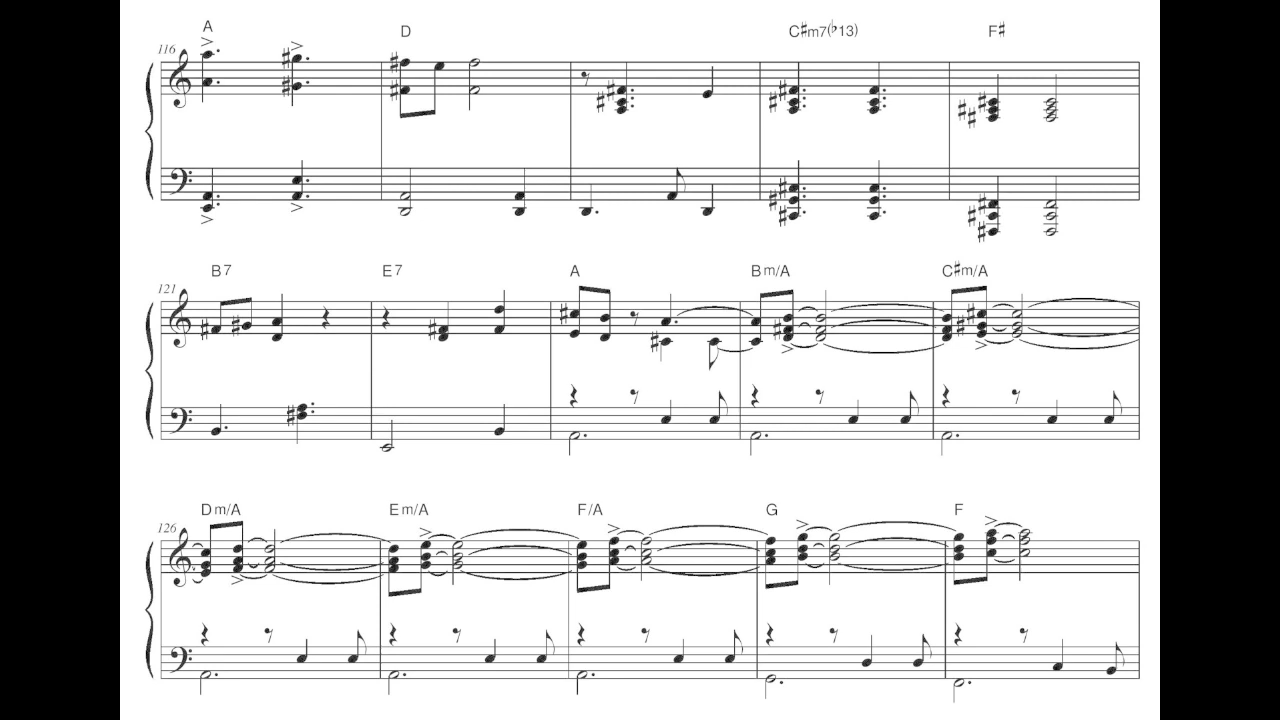 A D C♯m7(♭13) F♯
116
B7 E7 A Bm/A C♯m/A
121
Dm/A Em/A F/A G F
126